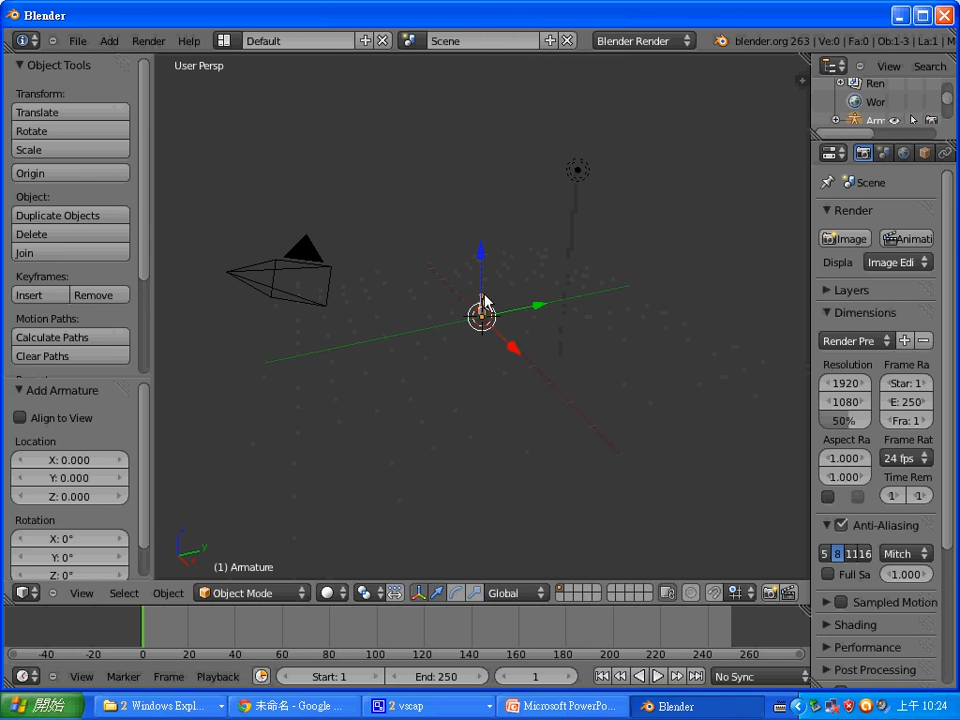 Blender
File Add Render Help Default Scene Blender Render blender.org 263 | Ve:0 | Fa:0 | Ob:1-3 | La:1 | M
Object Tools
Transform:
Translate
Rotate
Scale
Origin
Object:
Duplicate Objects
Delete
Join
Keyframes:
Insert Remove
Motion Paths:
Calculate Paths
Clear Paths
Add Armature
Align to View
Location
X: 0.000
Y: 0.000
Z: 0.000
Rotation
X: 0°
Y: 0°
Z: 0°
User Persp
z
y
(1) Armature
View Select Object Object Mode Global
-40 -20 0 20 40 60 80 100 120 140 160 180 200 220 240 260
View Marker Frame Playback Start: 1 End: 250 1 No Sync
View Search
Ren
Wor
Arm
Scene
Render
Image Animati
Displa Image Edi
Layers
Dimensions
Render Pre
Resolution Frame Ra
1920 Star: 1
1080 E: 250
50% Fra: 1
Aspect Ra Frame Rat
1.000 24 fps
Time Rem
1.000 1 1
Anti-Aliasing
5 8 11 16 Mitch
Full Sa 1.000
Sampled Motion
Shading
Performance
Post Processing
開始 2 Windows Expl... 未命名 - Google ... 2 vscap Microsoft PowerPo... Blender 上午 10:24